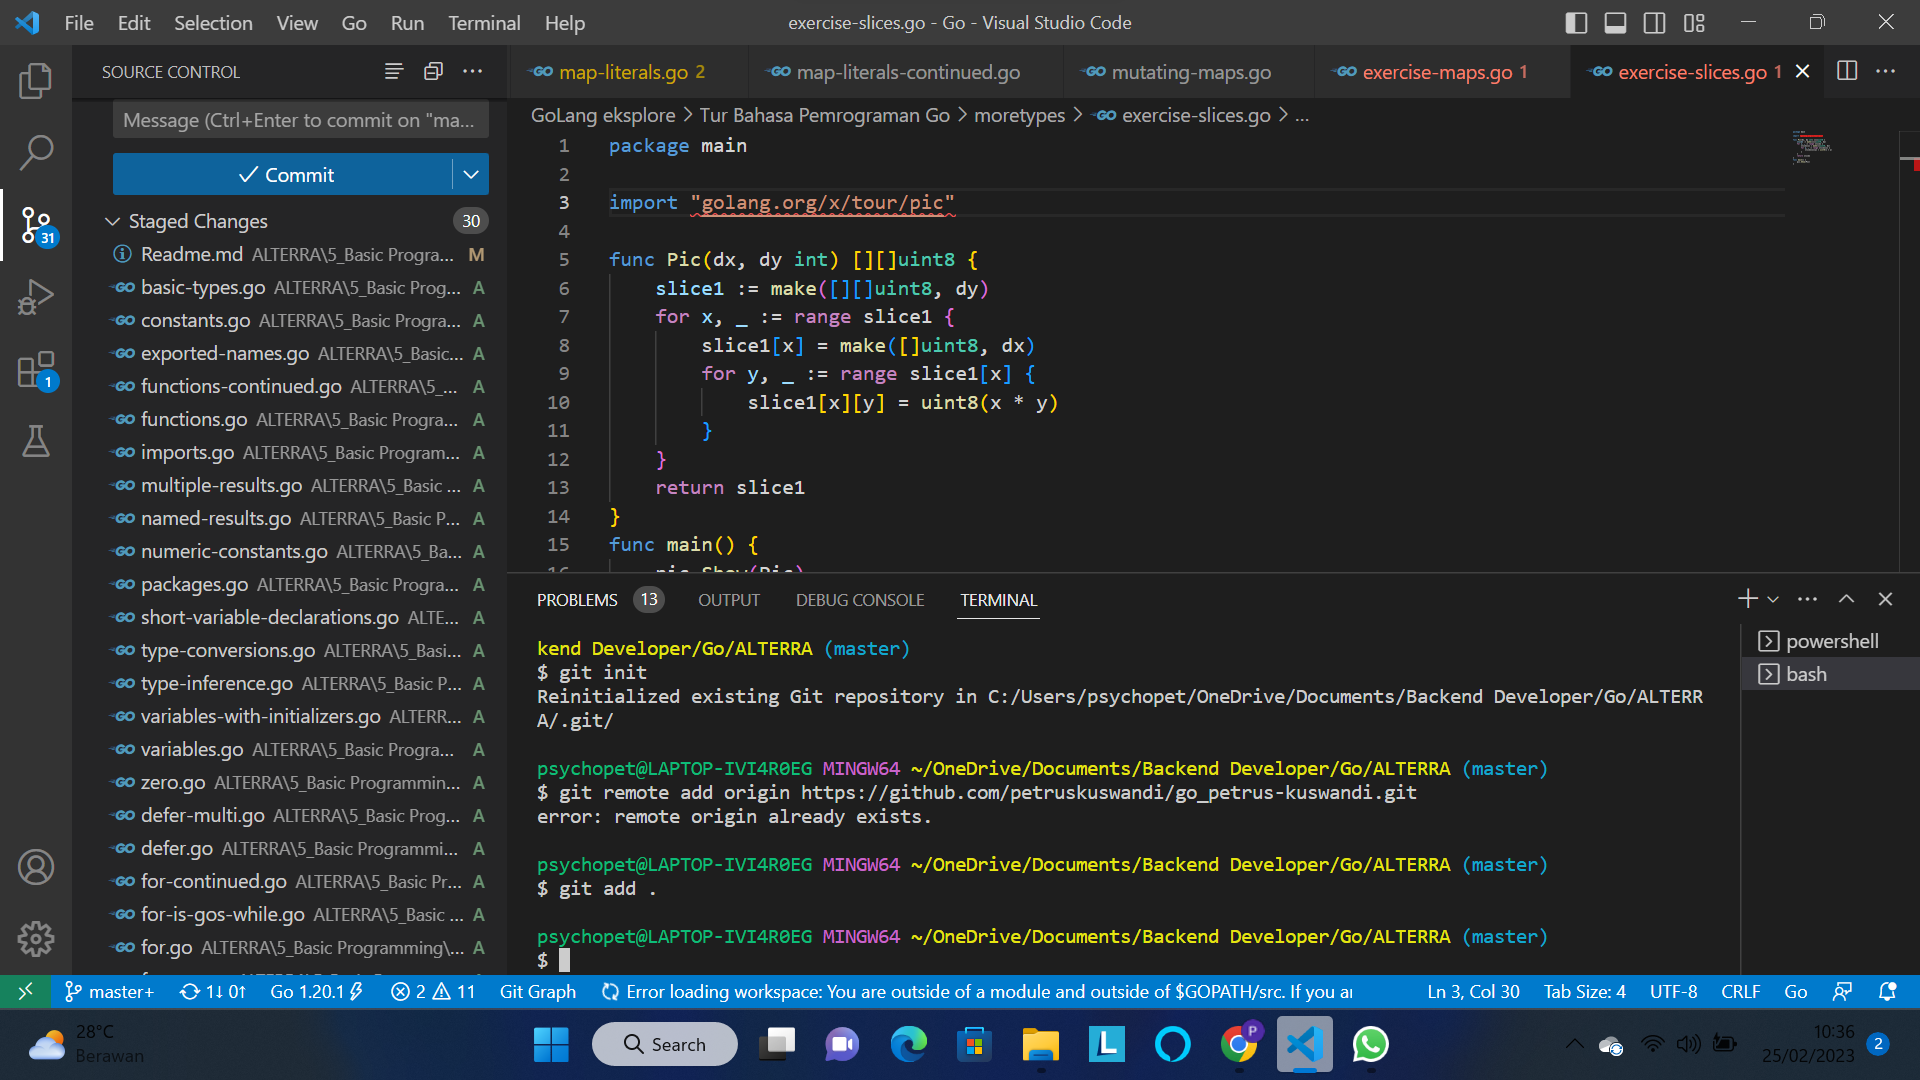 File Edit Selection View Go Run Terminal Help
exercise-slices.go - Go - Visual Studio Code
SOURCE CONTROL
Message (Ctrl+Enter to commit on "ma...
Commit
Staged Changes 30
Readme.md ALTERRA\5_Basic Progra... M
basic-types.go ALTERRA\5_Basic Prog... A
constants.go ALTERRA\5_Basic Progra... A
exported-names.go ALTERRA\5_Basic... A
functions-continued.go ALTERRA\5_... A
functions.go ALTERRA\5_Basic Progra... A
imports.go ALTERRA\5_Basic Program... A
multiple-results.go ALTERRA\5_Basic ... A
named-results.go ALTERRA\5_Basic P... A
numeric-constants.go ALTERRA\5_Ba... A
packages.go ALTERRA\5_Basic Progra... A
short-variable-declarations.go ALTE... A
type-conversions.go ALTERRA\5_Basi... A
type-inference.go ALTERRA\5_Basic P... A
variables-with-initializers.go ALTERR... A
variables.go ALTERRA\5_Basic Progra... A
zero.go ALTERRA\5_Basic Programmin... A
defer-multi.go ALTERRA\5_Basic Prog... A
defer.go ALTERRA\5_Basic Programmi... A
for-continued.go ALTERRA\5_Basic Pr... A
for-is-gos-while.go ALTERRA\5_Basic ... A
for.go ALTERRA\5_Basic Programming\... A
31
1
map-literals.go 2
map-literals-continued.go
mutating-maps.go
exercise-maps.go 1
exercise-slices.go 1
GoLang eksplore > Tur Bahasa Pemrograman Go > moretypes > exercise-slices.go > ...
1 package main
2
3 import "golang.org/x/tour/pic"
4
5 func Pic(dx, dy int) [][]uint8 {
6 slice1 := make([][]uint8, dy)
7 for x, _ := range slice1 {
8 slice1[x] = make([]uint8, dx)
9 for y, _ := range slice1[x] {
10 slice1[x][y] = uint8(x * y)
11 }
12 }
13 return slice1
14 }
15 func main() {
16 pic.Show(Pic)
PROBLEMS 13 OUTPUT DEBUG CONSOLE TERMINAL
kend Developer/Go/ALTERRA (master)
$ git init
Reinitialized existing Git repository in C:/Users/psychopet/OneDrive/Documents/Backend Developer/Go/ALTERR
A/.git/
psychopet@LAPTOP-IVI4R0EG MINGW64 ~/OneDrive/Documents/Backend Developer/Go/ALTERRA (master)
$ git remote add origin https://github.com/petruskuswandi/go_petrus-kuswandi.git
error: remote origin already exists.
psychopet@LAPTOP-IVI4R0EG MINGW64 ~/OneDrive/Documents/Backend Developer/Go/ALTERRA (master)
$ git add .
psychopet@LAPTOP-IVI4R0EG MINGW64 ~/OneDrive/Documents/Backend Developer/Go/ALTERRA (master)
$
powershell
bash
master+ 1↓ 0↑ Go 1.20.1 2 11 Git Graph Error loading workspace: You are outside of a module and outside of $GOPATH/src. If you ar
Ln 3, Col 30 Tab Size: 4 UTF-8 CRLF Go
28°C
Berawan
Search
L
P
10:36
25/02/2023
2